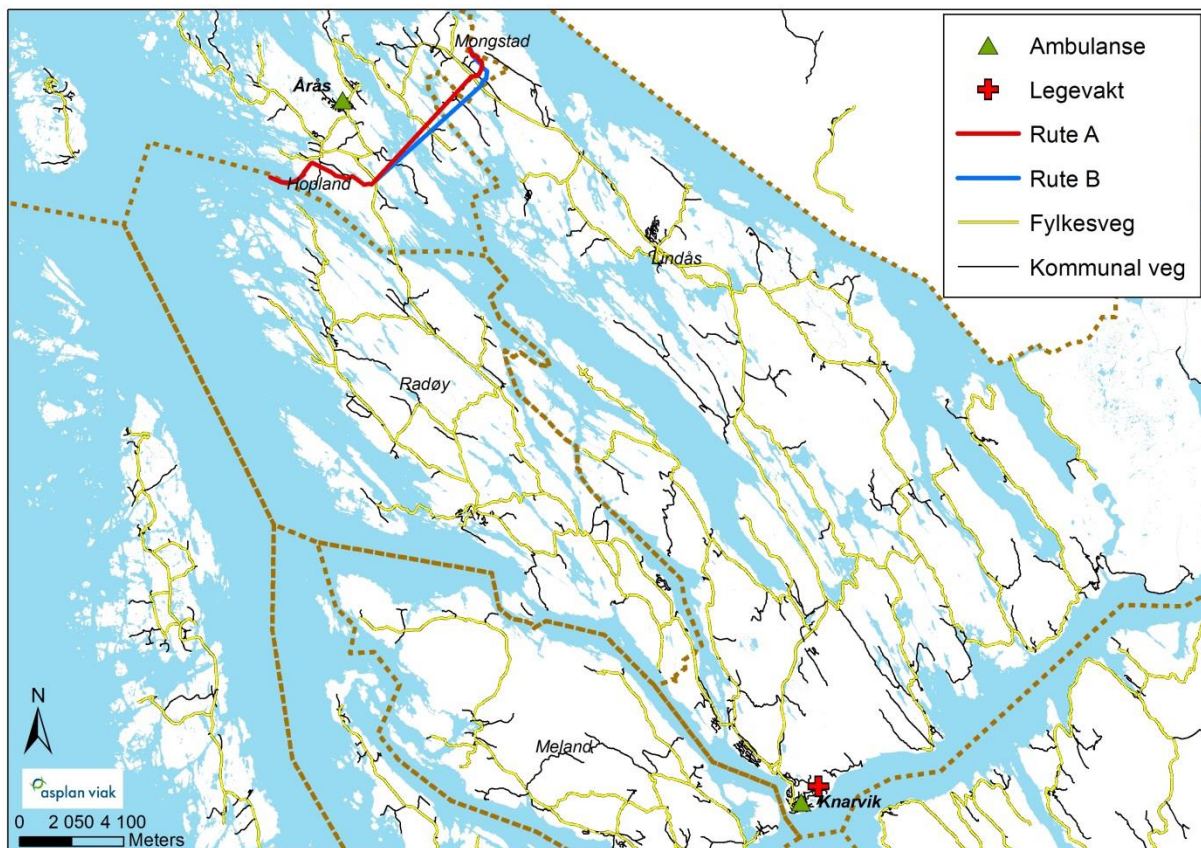 Mongstad
Årås
Hopland
Lindås
Radøy
Meland
Knarvik
Ambulanse
Legevakt
Rute A
Rute B
Fylkesveg
Kommunal veg
N
asplan viak
0 2 050 4 100
Meters